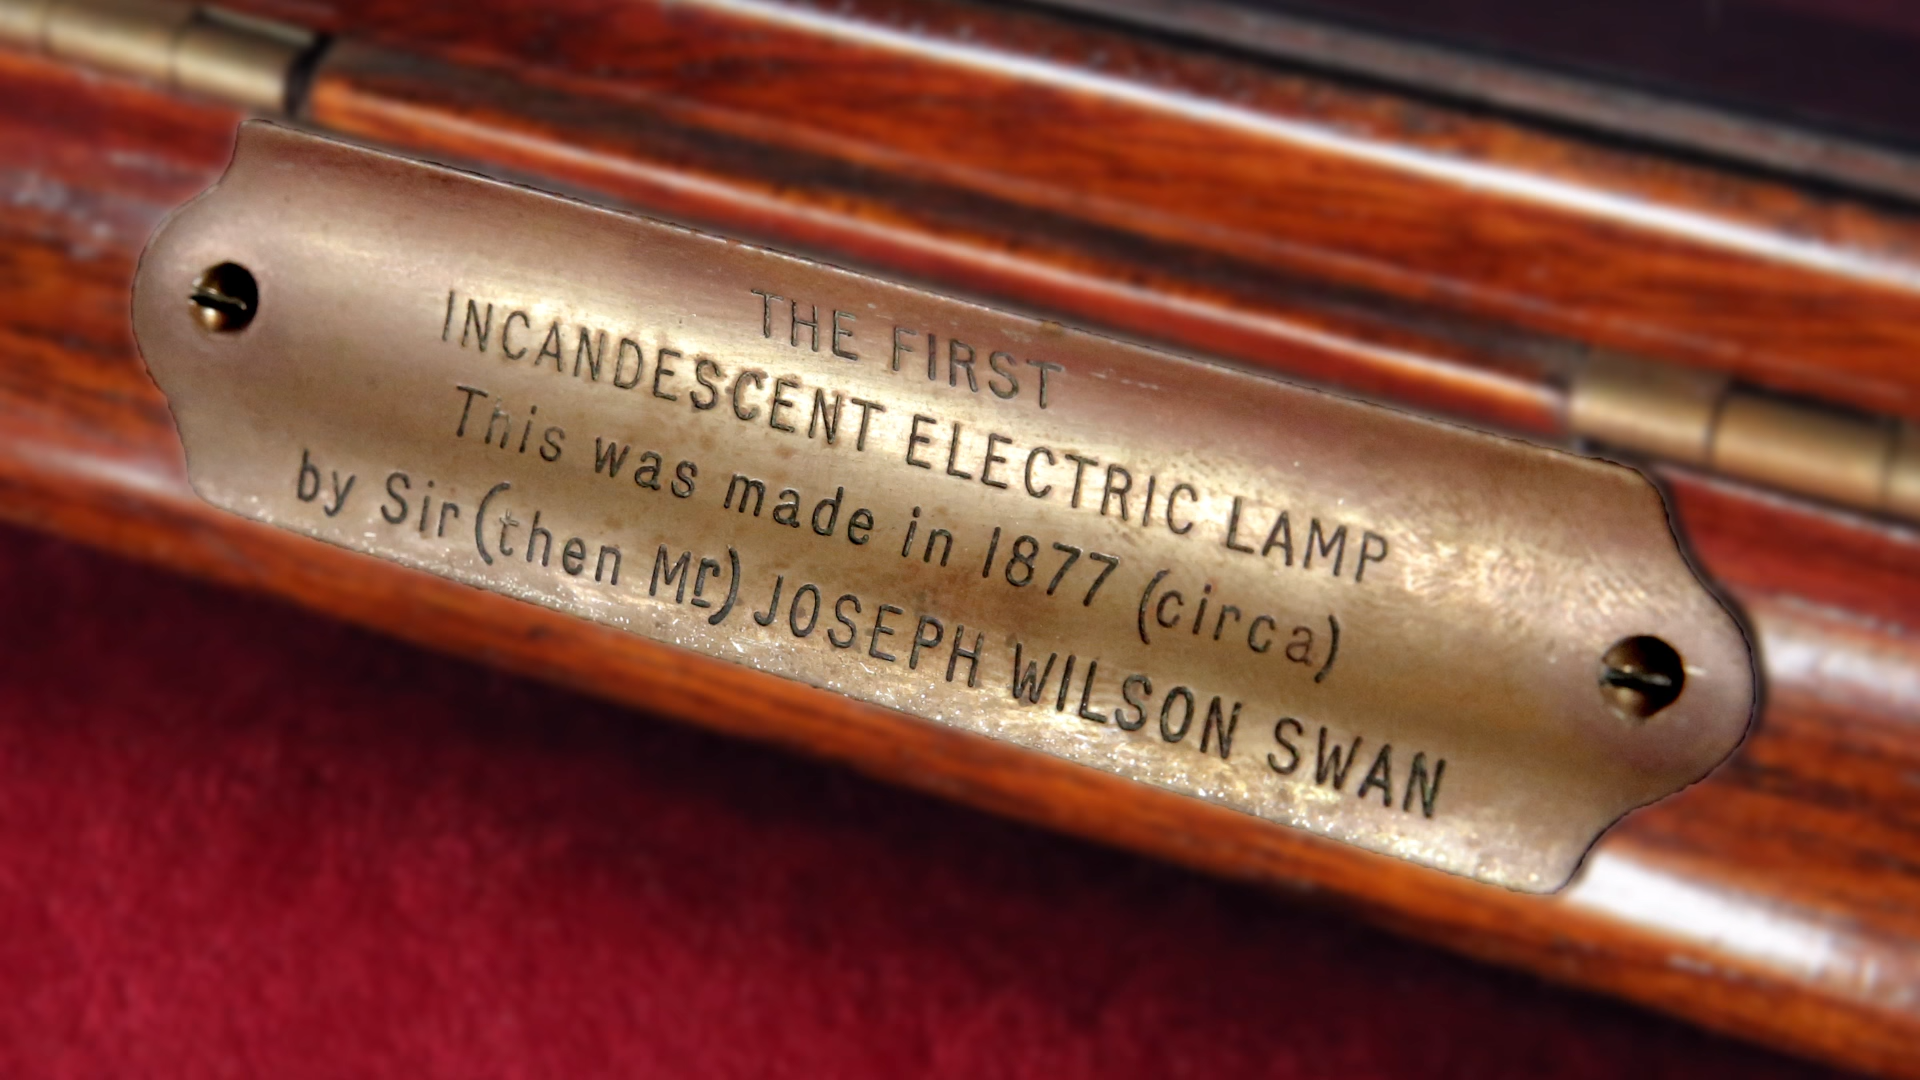 THE FIRST
INCANDESCENT ELECTRIC LAMP
This was made in 1877 (circa)
by Sir (then Mr) JOSEPH WILSON SWAN